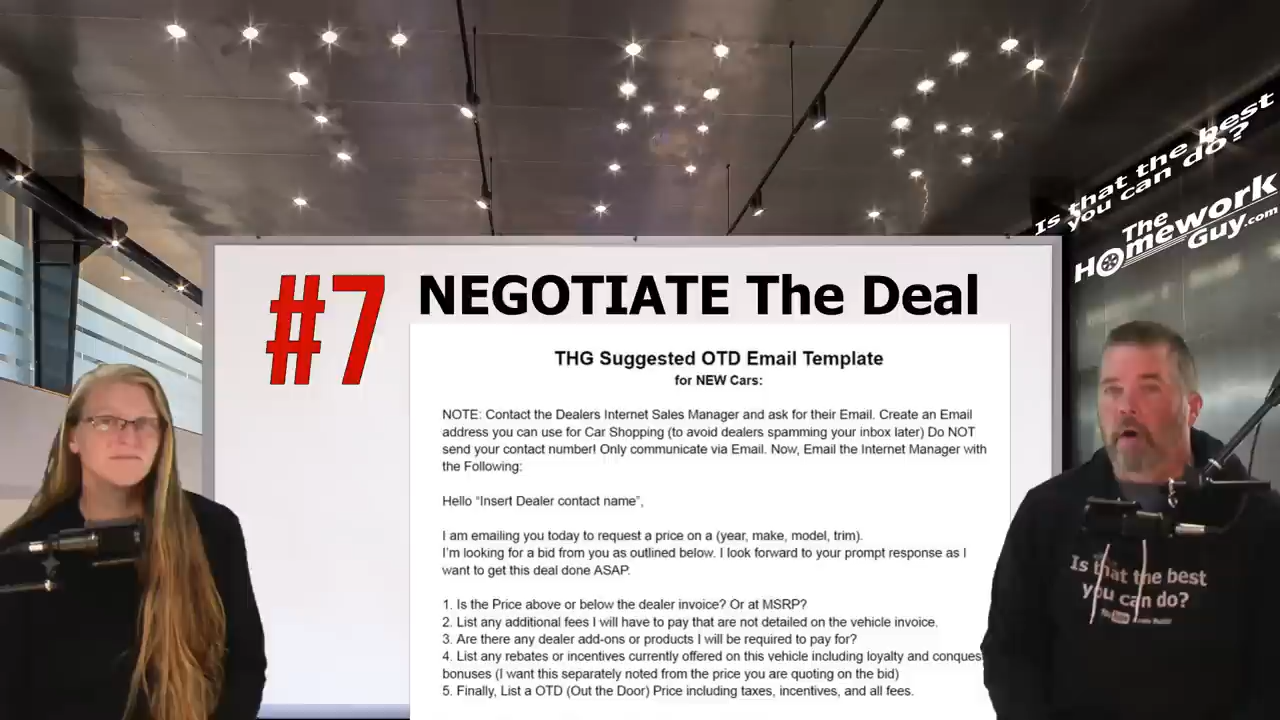 Is that the best
you can do?
The
Homework
Guy.com
#7
NEGOTIATE The Deal
THG Suggested OTD Email Template
for NEW Cars:
NOTE: Contact the Dealers Internet Sales Manager and ask for their Email. Create an Email
address you can use for Car Shopping (to avoid dealers spamming your inbox later) Do NOT
send your contact number! Only communicate via Email. Now, Email the Internet Manager with
the Following:
Hello “Insert Dealer contact name”,
I am emailing you today to request a price on a (year, make, model, trim).
I'm looking for a bid from you as outlined below. I look forward to your prompt response as I
want to get this deal done ASAP.
1. Is the Price above or below the dealer invoice? Or at MSRP?
2. List any additional fees I will have to pay that are not detailed on the vehicle invoice.
3. Are there any dealer add-ons or products I will be required to pay for?
4. List any rebates or incentives currently offered on this vehicle including loyalty and conques
bonuses (I want this separately noted from the price you are quoting on the bid)
5. Finally, List a OTD (Out the Door) Price including taxes, incentives, and all fees.
Is that the best
you can do?